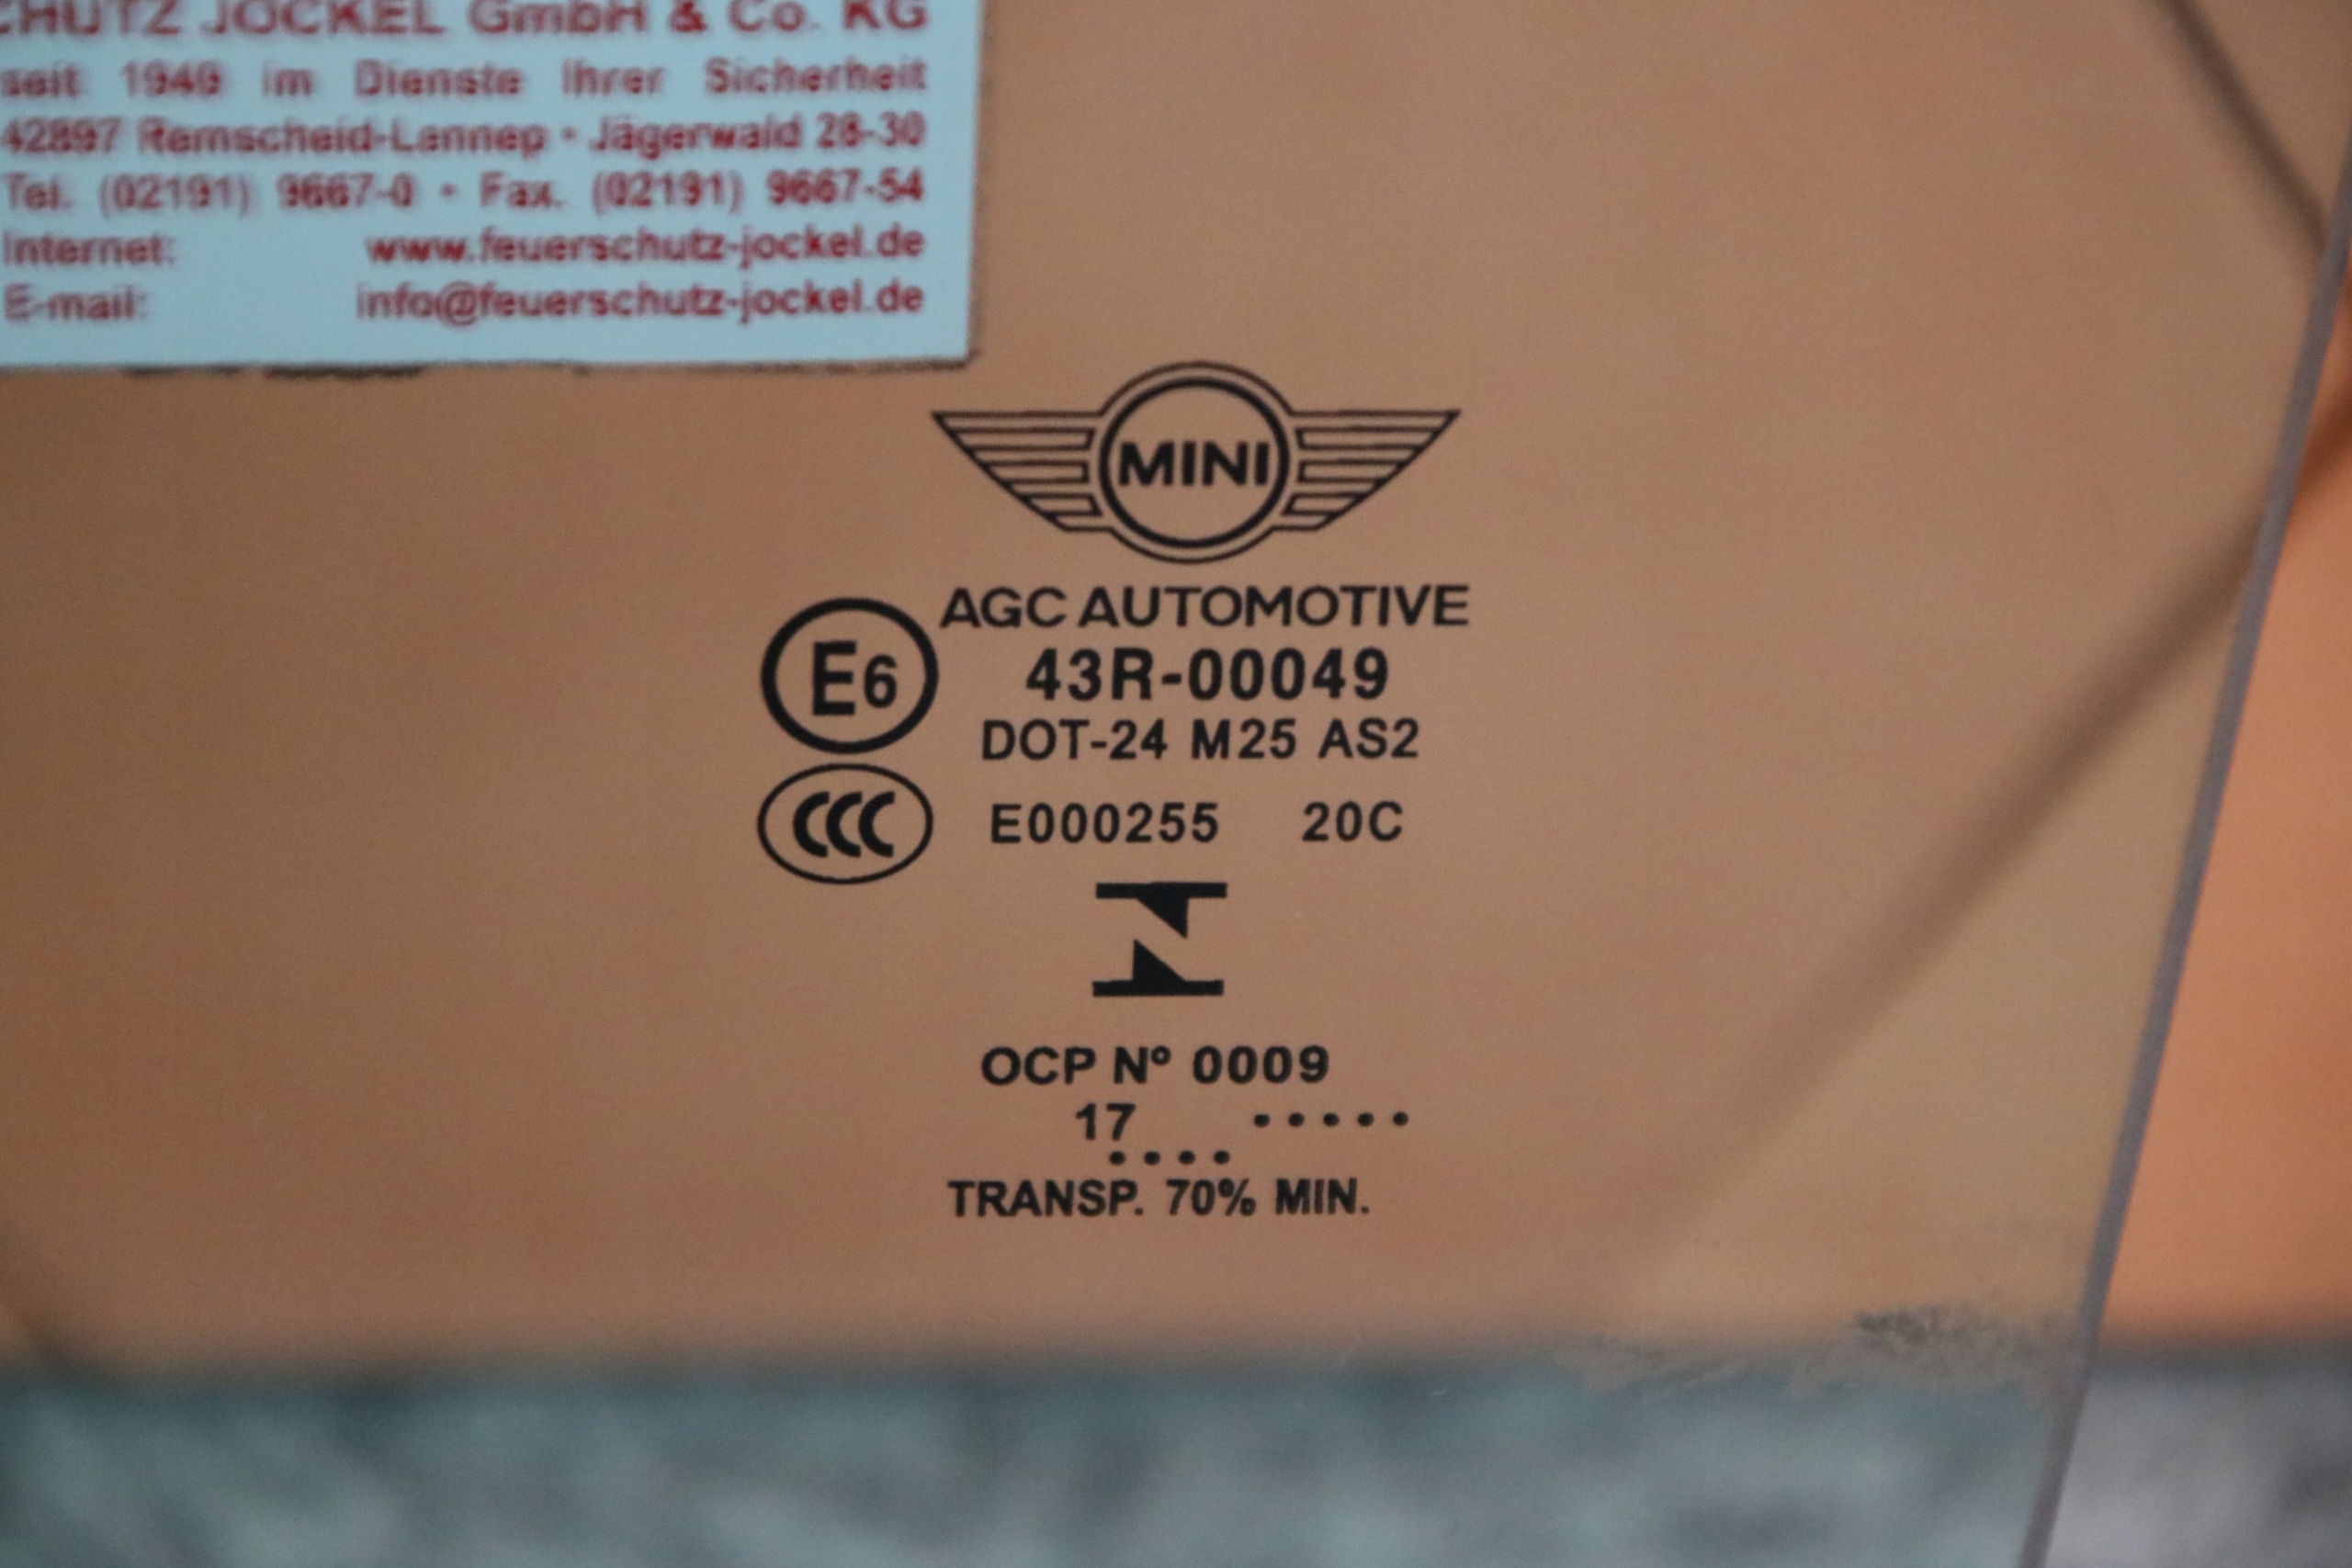 CHUTZ JOCKEL GmbH & Co. KG
seit 1949 im Dienste Ihrer Sicherheit
42897 Remscheid-Lennep • Jägerwald 28-30
Tel. (02191) 9667-0 • Fax. (02191) 9667-54
Internet: www.feuerschutz-jockel.de
E-mail: info@feuerschutz-jockel.de
MINI
AGC AUTOMOTIVE
E6 43R-00049
DOT-24 M25 AS2
CCC E000255 20C
OCP Nº 0009
17 .....
....
TRANSP. 70% MIN.